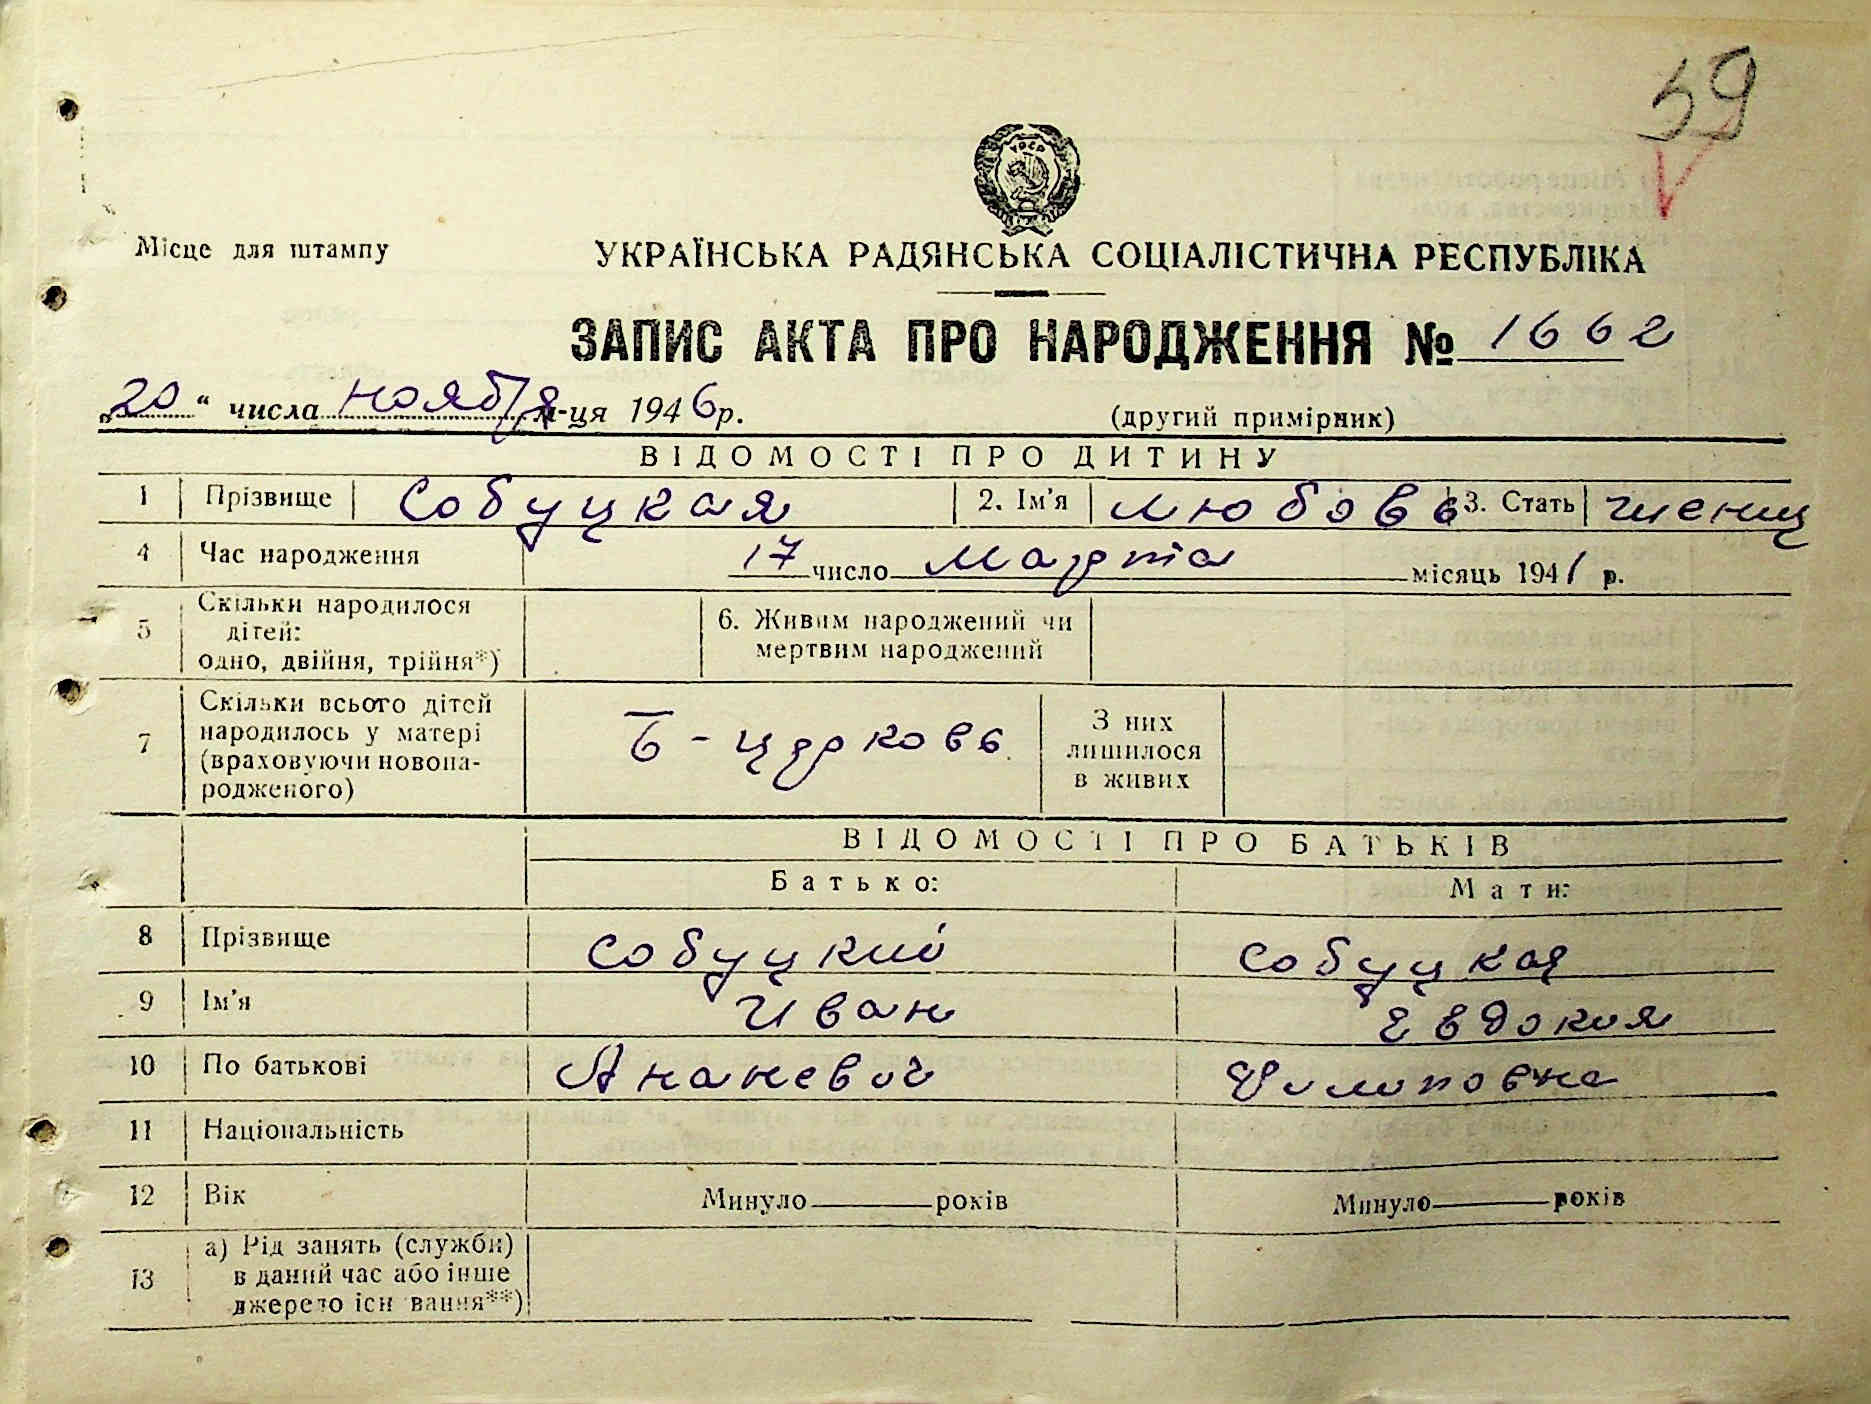 59
УРСР
Місце для штампу
УКРАЇНСЬКА РАДЯНСЬКА СОЦІАЛІСТИЧНА РЕСПУБЛІКА
ЗАПИС АКТА ПРО НАРОДЖЕННЯ № 1662
„20“ числа ноября м-ця 1946 р. (другий примірник)
ВІДОМОСТІ ПРО ДИТИНУ
1 Прізвище Собуцкая 2. Ім'я Любовь 3. Стать женщ
4 Час народження 17 число марта місяць 1941 р.
5 Скільки народилося дітей: одно, двійня, трійня*) 6. Живим народжений чи мертвим народжений
7 Скільки всього дітей народилось у матері (враховуючи новона-родженого) Б-церковь З них лишилося в живих
ВІДОМОСТІ ПРО БАТЬКІВ
Батько: Мати:
8 Прізвище Собуцкий Собуцкая
9 Ім'я Иван Евдокия
10 По батькові Ананевич Филиповна
11 Національність
12 Вік Минуло років Минуло років
13 а) Рід занять (служби) в даний час або інше джерело існ вання**)